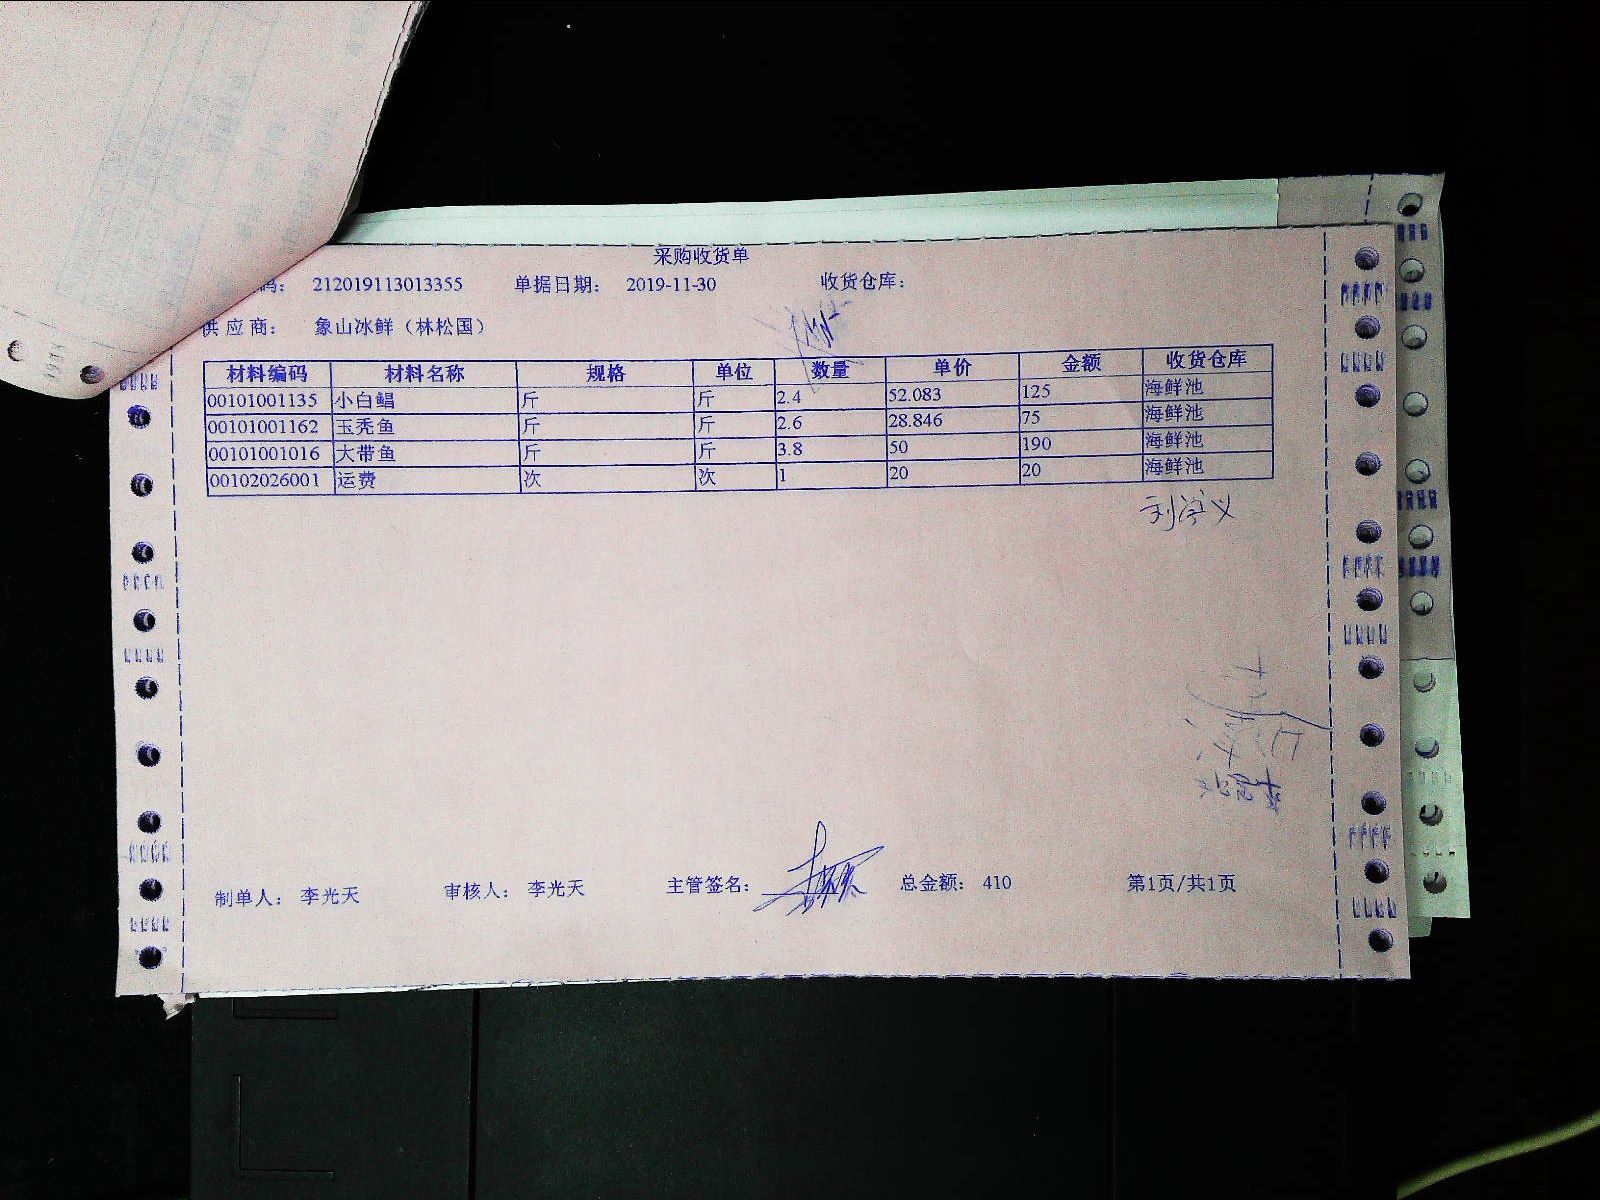 采购收货单
码： 212019113013355 单据日期： 2019-11-30 收货仓库：
供应商： 象山冰鲜（林松国）
材料编码 材料名称 规格 单位 数量 单价 金额 收货仓库
00101001135 小白鲳 斤 斤 2.4 52.083 125 海鲜池
00101001162 玉秃鱼 斤 斤 2.6 28.846 75 海鲜池
00101001016 大带鱼 斤 斤 3.8 50 190 海鲜池
00102026001 运费 次 次 1 20 20 海鲜池
制单人： 李光天 审核人： 李光天 主管签名： 总金额： 410 第1页/共1页